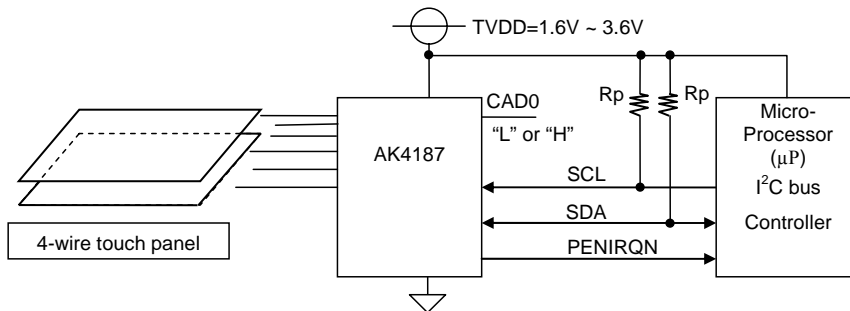 TVDD=1.6V ~ 3.6V
Rp
Rp
CAD0
“L” or “H”
AK4187
Micro-
Processor
(μP)
I²C bus
Controller
SCL
SDA
PENIRQN
4-wire touch panel